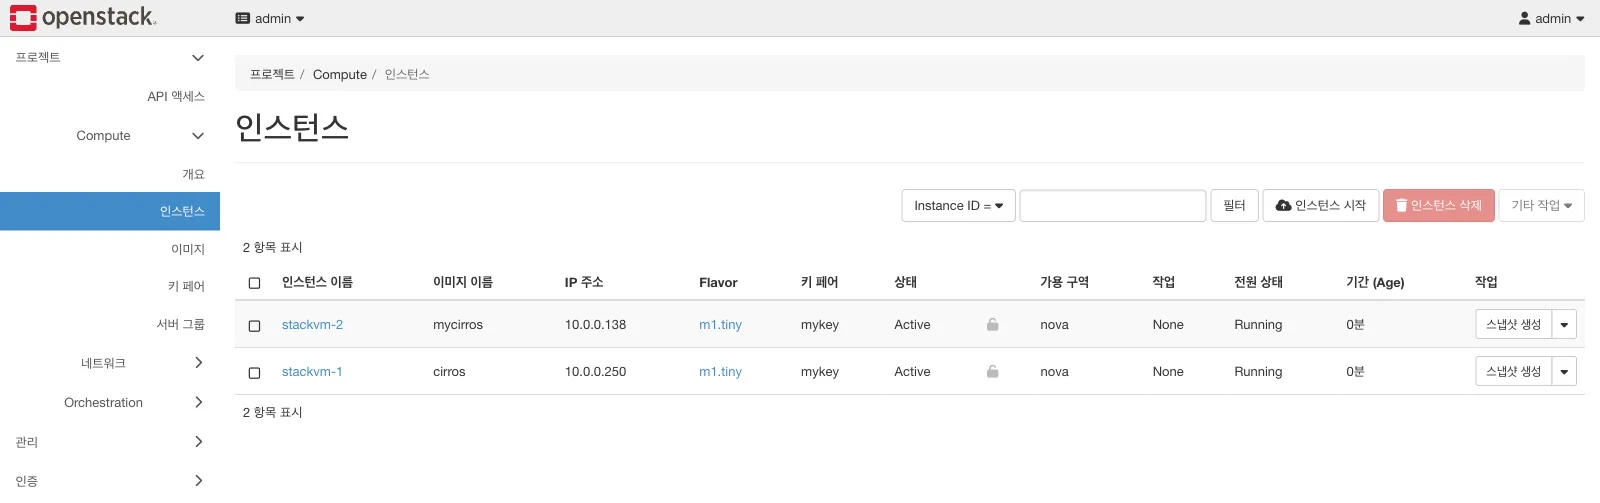 openstack.
admin
admin
프로젝트
API 액세스
Compute
개요
인스턴스
이미지
키 페어
서버 그룹
네트워크
Orchestration
관리
인증
프로젝트 / Compute / 인스턴스
인스턴스
Instance ID = 필터 인스턴스 시작 인스턴스 삭제 기타 작업
2 항목 표시
인스턴스 이름 이미지 이름 IP 주소 Flavor 키 페어 상태 가용 구역 작업 전원 상태 기간 (Age) 작업
stackvm-2 mycirros 10.0.0.138 m1.tiny mykey Active nova None Running 0분 스냅샷 생성
stackvm-1 cirros 10.0.0.250 m1.tiny mykey Active nova None Running 0분 스냅샷 생성
2 항목 표시